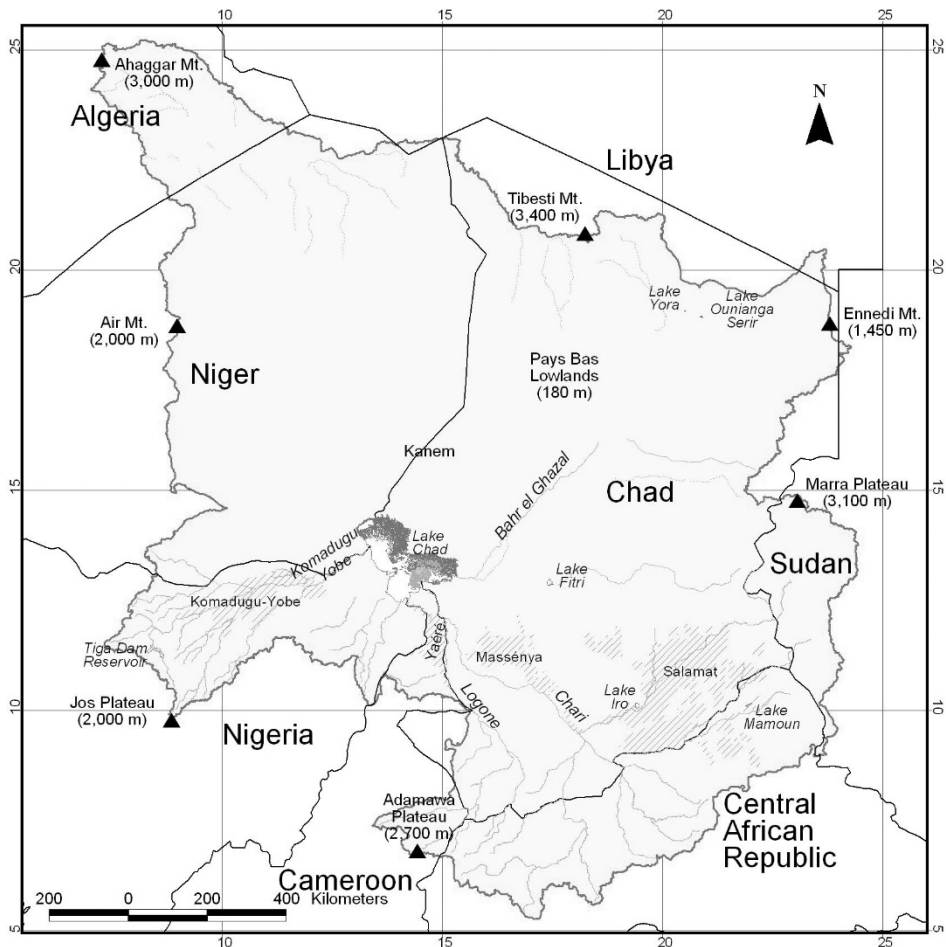 10
15
20
25
25
Ahaggar Mt.
(3,000 m)
Algeria
N
Libya
Tibesti Mt.
(3,400 m)
20
20
Lake
Yora
Lake
Ounianga
Serir
Ennedi Mt.
(1,450 m)
Air Mt.
(2,000 m)
Niger
Pays Bas
Lowlands
(180 m)
Kanem
Bahr el Ghazal
Chad
15
15
Marra Plateau
(3,100 m)
Komadugu
Yobe
Lake
Chad
Sudan
Lake
Fitri
Komadugu-Yobe
Tiga Dam
Reservoir
Yaéré
Massénya
Salamat
Logone
Chari
Lake
Iro
Lake
Mamoun
10
10
Jos Plateau
(2,000 m)
Nigeria
Adamawa
Plateau
(2,700 m)
Central
African
Republic
Cameroon
200 0 200 400 Kilometers
5
5
10
15
20
25
25